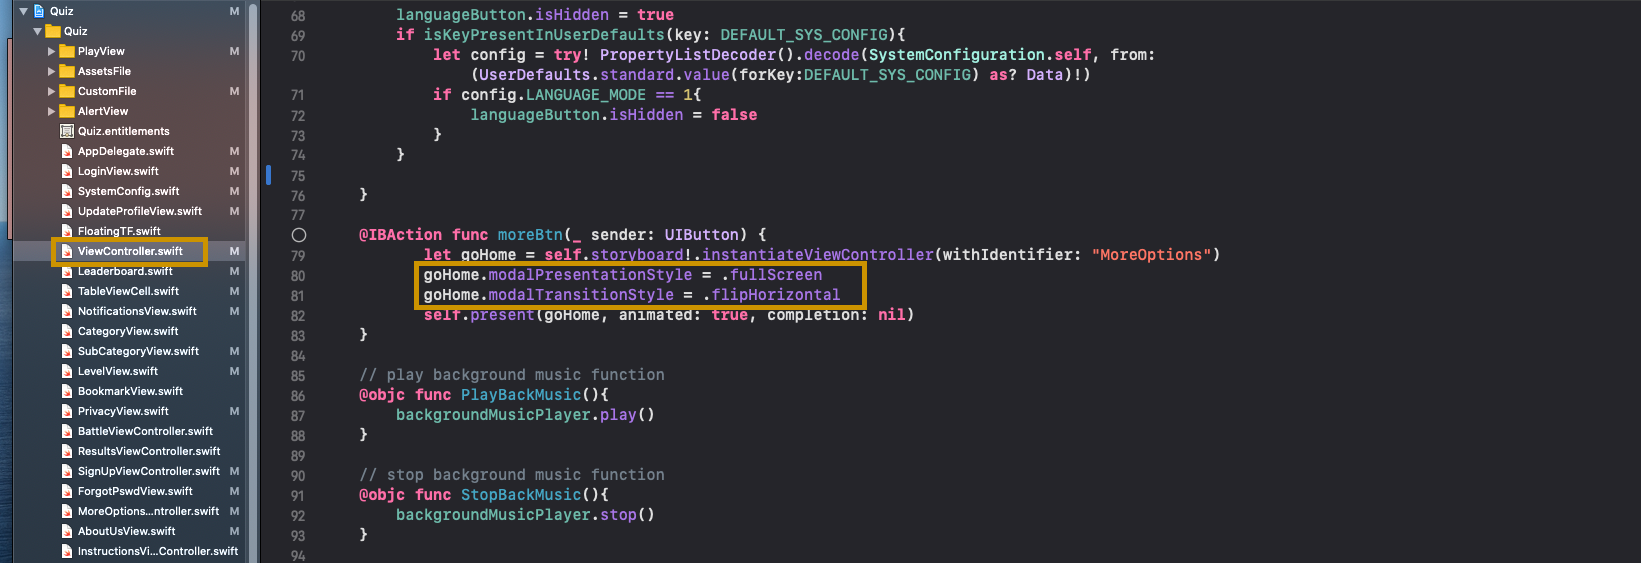 Quiz M
Quiz
PlayView M
AssetsFile
CustomFile M
AlertView
Quiz.entitlements
AppDelegate.swift M
LoginView.swift M
SystemConfig.swift M
UpdateProfileView.swift M
FloatingTF.swift
ViewController.swift M
Leaderboard.swift M
TableViewCell.swift M
NotificationsView.swift M
CategoryView.swift
SubCategoryView.swift M
LevelView.swift M
BookmarkView.swift
PrivacyView.swift M
BattleViewController.swift
ResultsViewController.swift
SignUpViewController.swift M
ForgotPswdView.swift M
MoreOptions...ntroller.swift M
AboutUsView.swift M
InstructionsVi...Controller.swift
68 languageButton.isHidden = true
69 if isKeyPresentInUserDefaults(key: DEFAULT_SYS_CONFIG){
70 let config = try! PropertyListDecoder().decode(SystemConfiguration.self, from:
(UserDefaults.standard.value(forKey:DEFAULT_SYS_CONFIG) as? Data)!)
71 if config.LANGUAGE_MODE == 1{
72 languageButton.isHidden = false
73 }
74 }
75
76 }
77
@IBAction func moreBtn(_ sender: UIButton) {
79 let goHome = self.storyboard!.instantiateViewController(withIdentifier: "MoreOptions")
80 goHome.modalPresentationStyle = .fullScreen
81 goHome.modalTransitionStyle = .flipHorizontal
82 self.present(goHome, animated: true, completion: nil)
83 }
84
85 // play background music function
86 @objc func PlayBackMusic(){
87 backgroundMusicPlayer.play()
88 }
89
90 // stop background music function
91 @objc func StopBackMusic(){
92 backgroundMusicPlayer.stop()
93 }
94